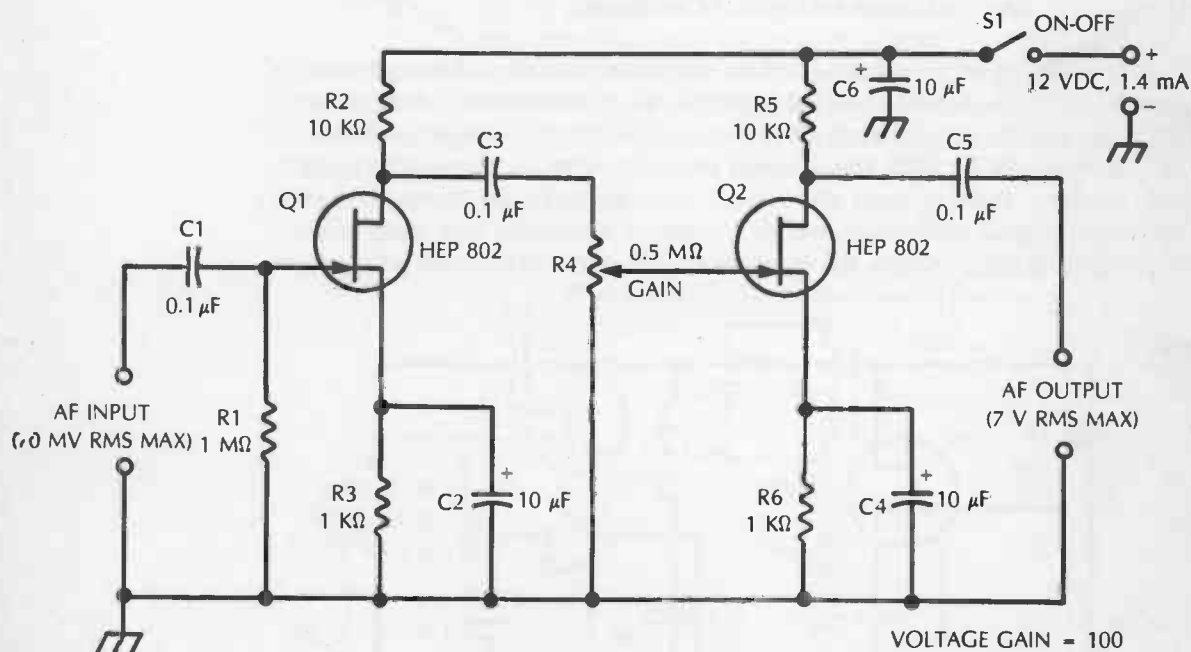 S1 ON-OFF
+
12 VDC, 1.4 mA
−
+
C6
10 µF
R2
10 KΩ
R5
10 KΩ
C3
0.1 µF
C5
0.1 µF
Q1
HEP 802
Q2
HEP 802
C1
0.1 µF
R4
0.5 MΩ
GAIN
AF INPUT
MV RMS MAX)
R1
1 MΩ
AF OUTPUT
(7 V RMS MAX)
R3
1 KΩ
+
C2
10 µF
R6
1 KΩ
+
C4
10 µF
VOLTAGE GAIN = 100